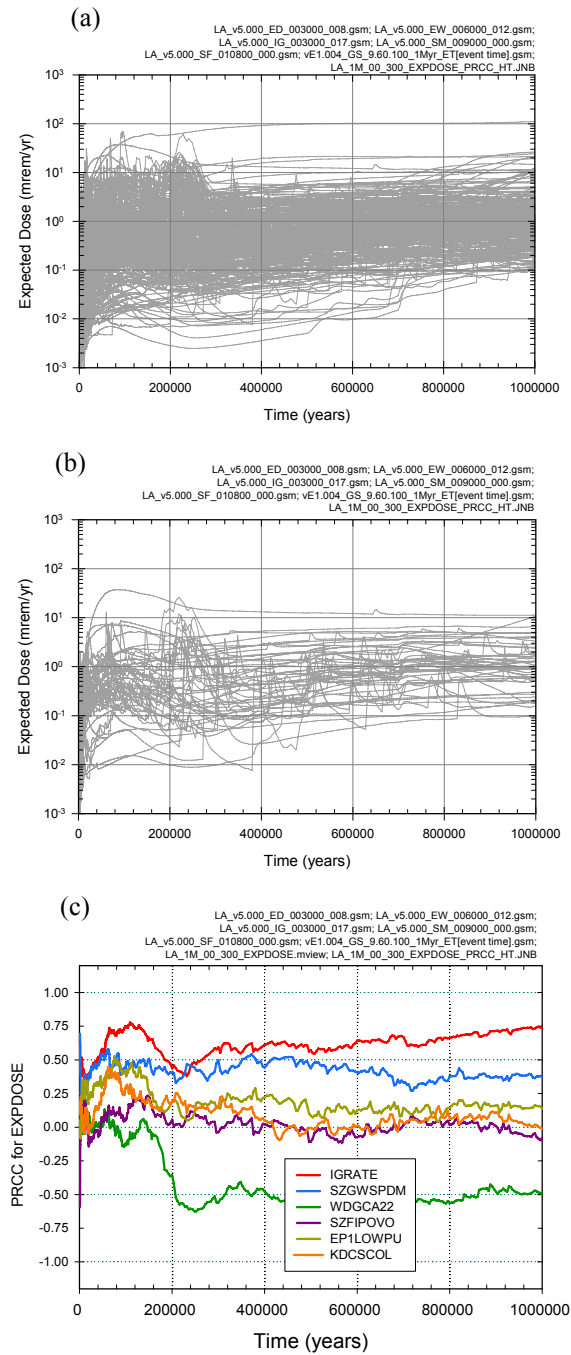 (a)
LA_v5.000_ED_003000_008.gsm; LA_v5.000_EW_006000_012.gsm;
LA_v5.000_IG_003000_017.gsm; LA_v5.000_SM_009000_000.gsm;
LA_v5.000_SF_010800_000.gsm; vE1.004_GS_9.60.100_1Myr_ET[event time].gsm;
LA_1M_00_300_EXPDOSE_PRCC_HT.JNB
10³
10²
10¹
10⁰
10⁻¹
10⁻²
10⁻³
Expected Dose (mrem/yr)
0 200000 400000 600000 800000 1000000
Time (years)
(b)
LA_v5.000_ED_003000_008.gsm; LA_v5.000_EW_006000_012.gsm;
LA_v5.000_IG_003000_017.gsm; LA_v5.000_SM_009000_000.gsm;
LA_v5.000_SF_010800_000.gsm; vE1.004_GS_9.60.100_1Myr_ET[event time].gsm;
LA_1M_00_300_EXPDOSE_PRCC_HT.JNB
10³
10²
10¹
10⁰
10⁻¹
10⁻²
10⁻³
Expected Dose (mrem/yr)
0 200000 400000 600000 800000 1000000
Time (years)
(c)
LA_v5.000_ED_003000_008.gsm; LA_v5.000_EW_006000_012.gsm;
LA_v5.000_IG_003000_017.gsm; LA_v5.000_SM_009000_000.gsm;
LA_v5.000_SF_010800_000.gsm; vE1.004_GS_9.60.100_1Myr_ET[event time].gsm;
LA_1M_00_300_EXPDOSE.mview; LA_1M_00_300_EXPDOSE_PRCC_HT.JNB
1.00
0.75
0.50
0.25
0.00
-0.25
-0.50
-0.75
-1.00
PRCC for EXPDOSE
IGRATE
SZGWSPDM
WDGCA22
SZFIPOVO
EP1LOWPU
KDCSCOL
0 200000 400000 600000 800000 1000000
Time (years)